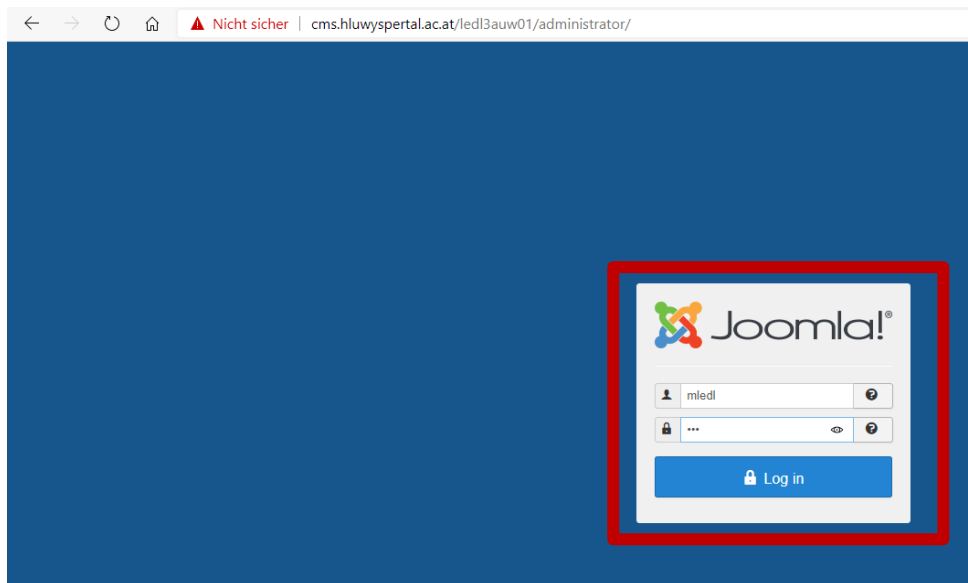 Nicht sicher cms.hluwyspertal.ac.at/ledl3auw01/administrator/
Joomla!®
mledl
•••
Log in